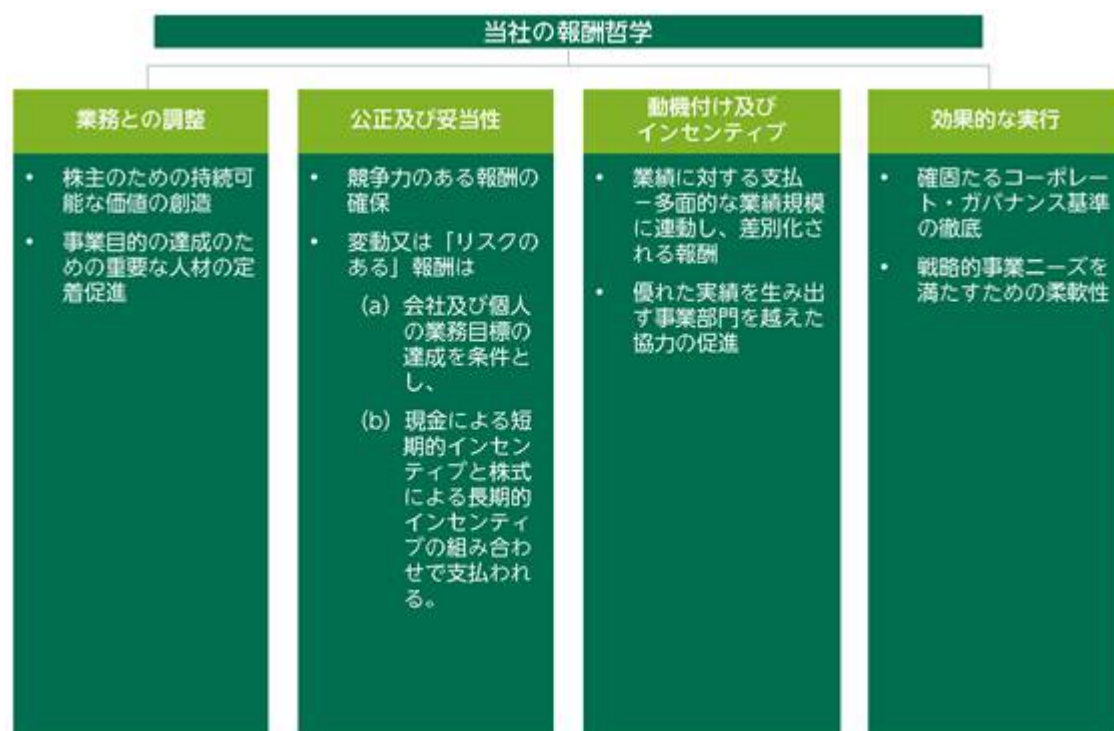 当社の報酬哲学
業務との調整
• 株主のための持続可
能な価値の創造
• 事業目的の達成のた
めの重要な人材の定
着促進
公正及び妥当性
• 競争力のある報酬の
確保
• 変動又は「リスクの
ある」報酬は
(a) 会社及び個人
の業務目標の
達成を条件と
し、
(b) 現金による短
期的インセン
ティブと株式
による長期的
インセンティ
ブの組み合わ
せで支払われ
る。
動機付け及び
インセンティブ
• 業績に対する支払
－多面的な業績規模
に連動し、差別化さ
れる報酬
• 優れた実績を生み出
す事業部門を越えた
協力の促進
効果的な実行
• 確固たるコーポレー
ト・ガバナンス基準
の徹底
• 戦略的事業ニーズを
満たすための柔軟性